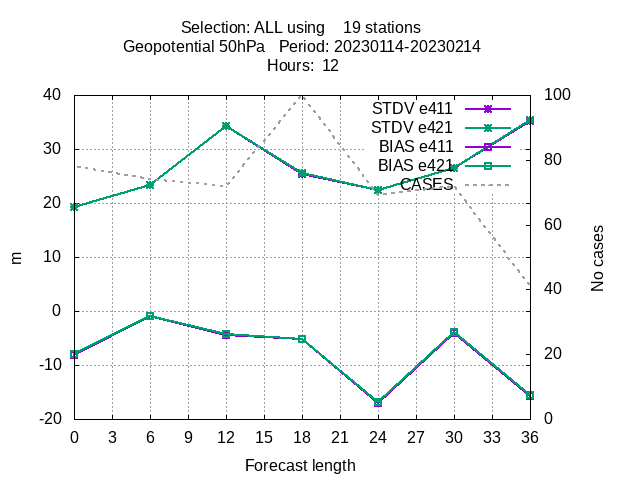 Selection: ALL using    19 stations
Geopotential 50hPa   Period: 20230114-20230214
Hours:  12
40 100
STDV e411
STDV e421
BIAS e411
BIAS e421
CASES
30
20
10
0
-10
-20
80
60
40
20
0
m
No cases
0 3 6 9 12 15 18 21 24 27 30 33 36
Forecast length